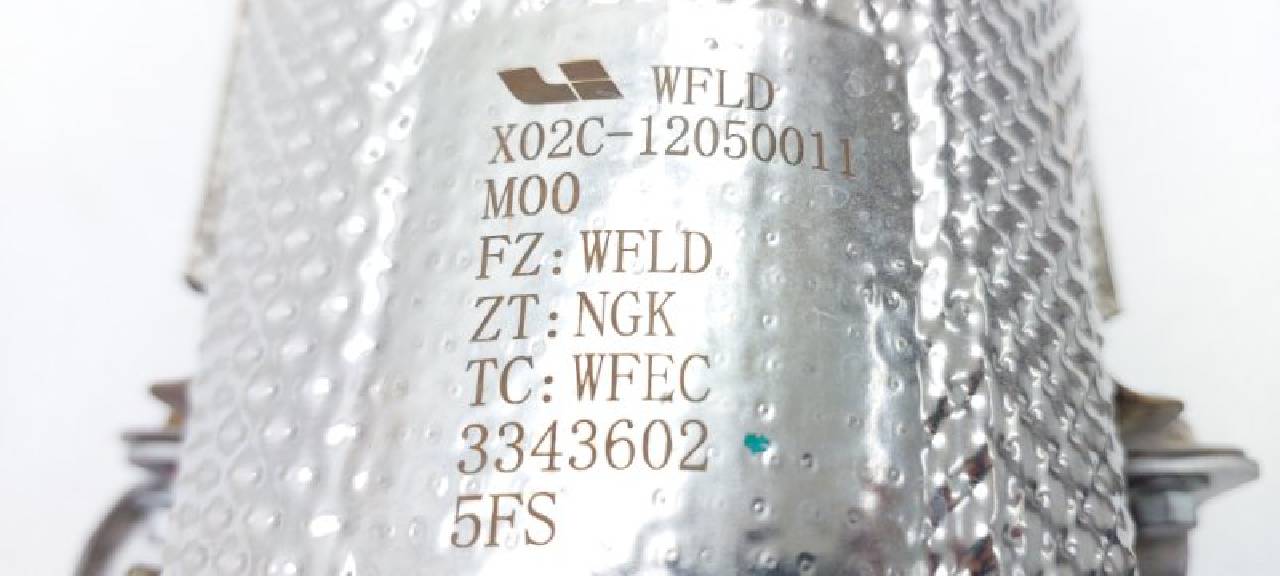 WFLD
X02C-12050011
M00
FZ:WFLD
ZT:NGK
TC:WFEC
3343602
5FS